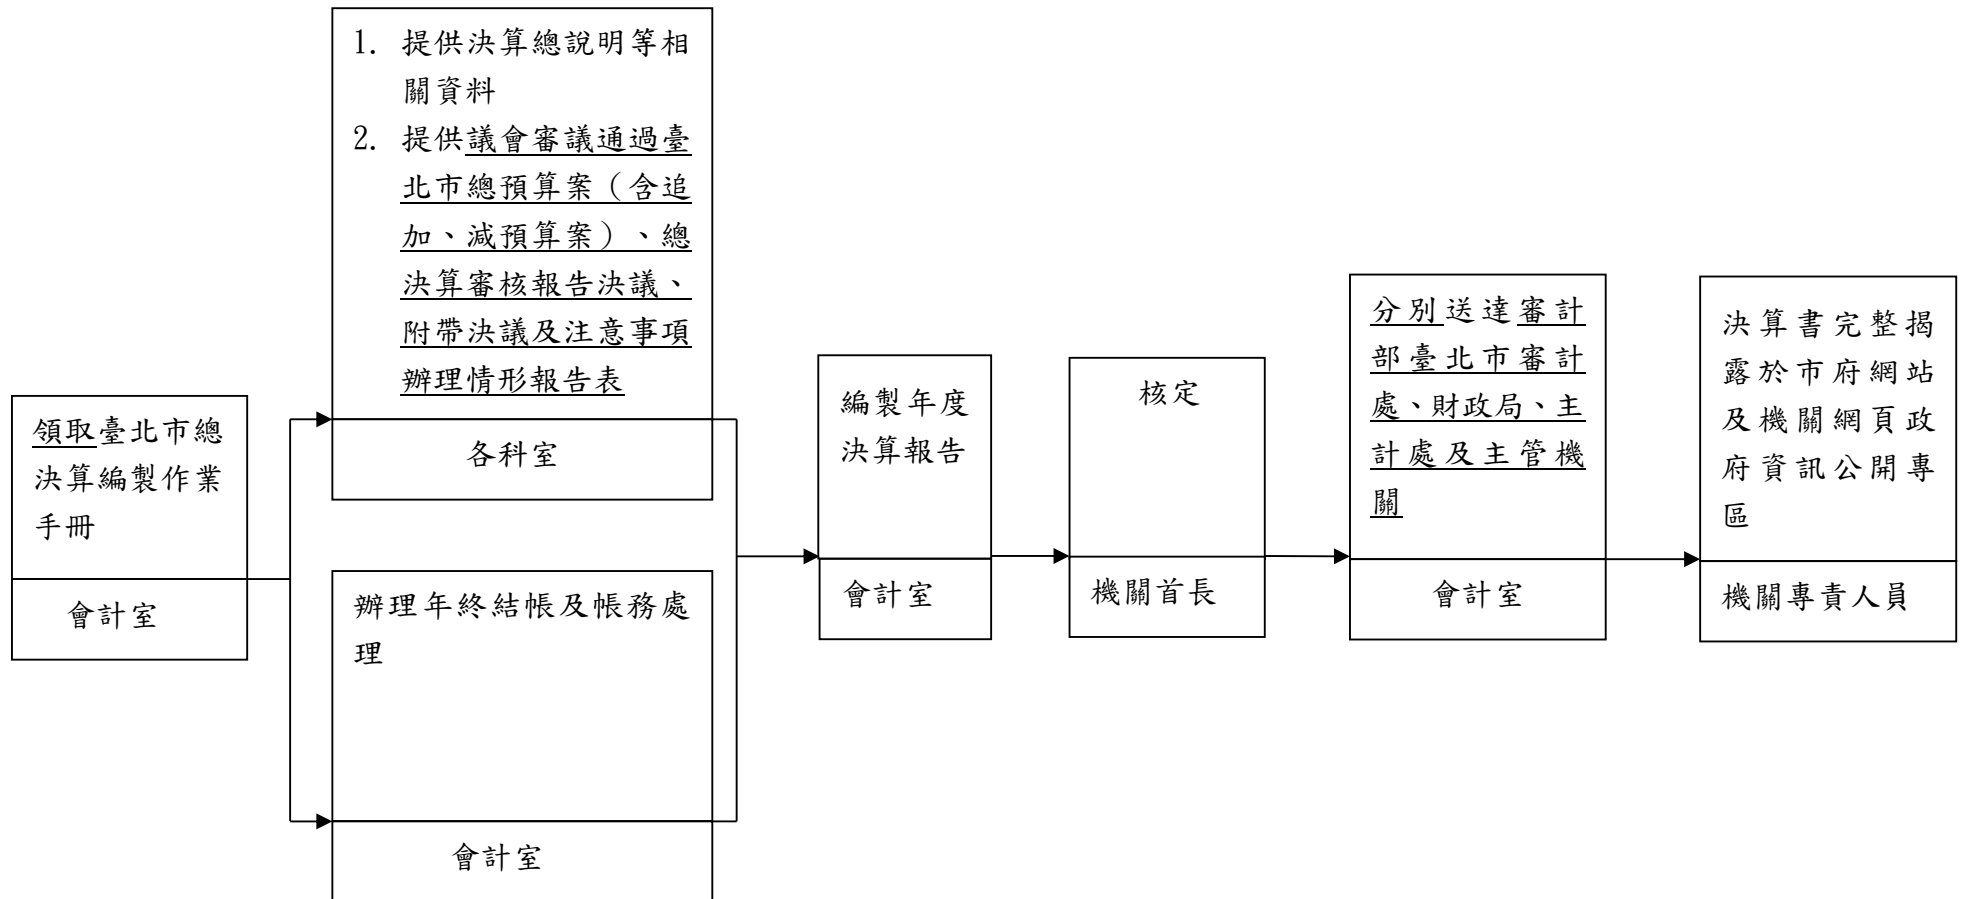 領取臺北市總
決算編製作業
手冊
會計室
1. 提供決算總說明等相
關資料
2. 提供議會審議通過臺
北市總預算案（含追
加、減預算案）、總
決算審核報告決議、
附帶決議及注意事項
辦理情形報告表
各科室
辦理年終結帳及帳務處
理
會計室
編製年度
決算報告
會計室
核定
機關首長
分別送達審計
部臺北市審計
處、財政局、主
計處及主管機
關
會計室
決算書完整揭
露於市府網站
及機關網頁政
府資訊公開專
區
機關專責人員